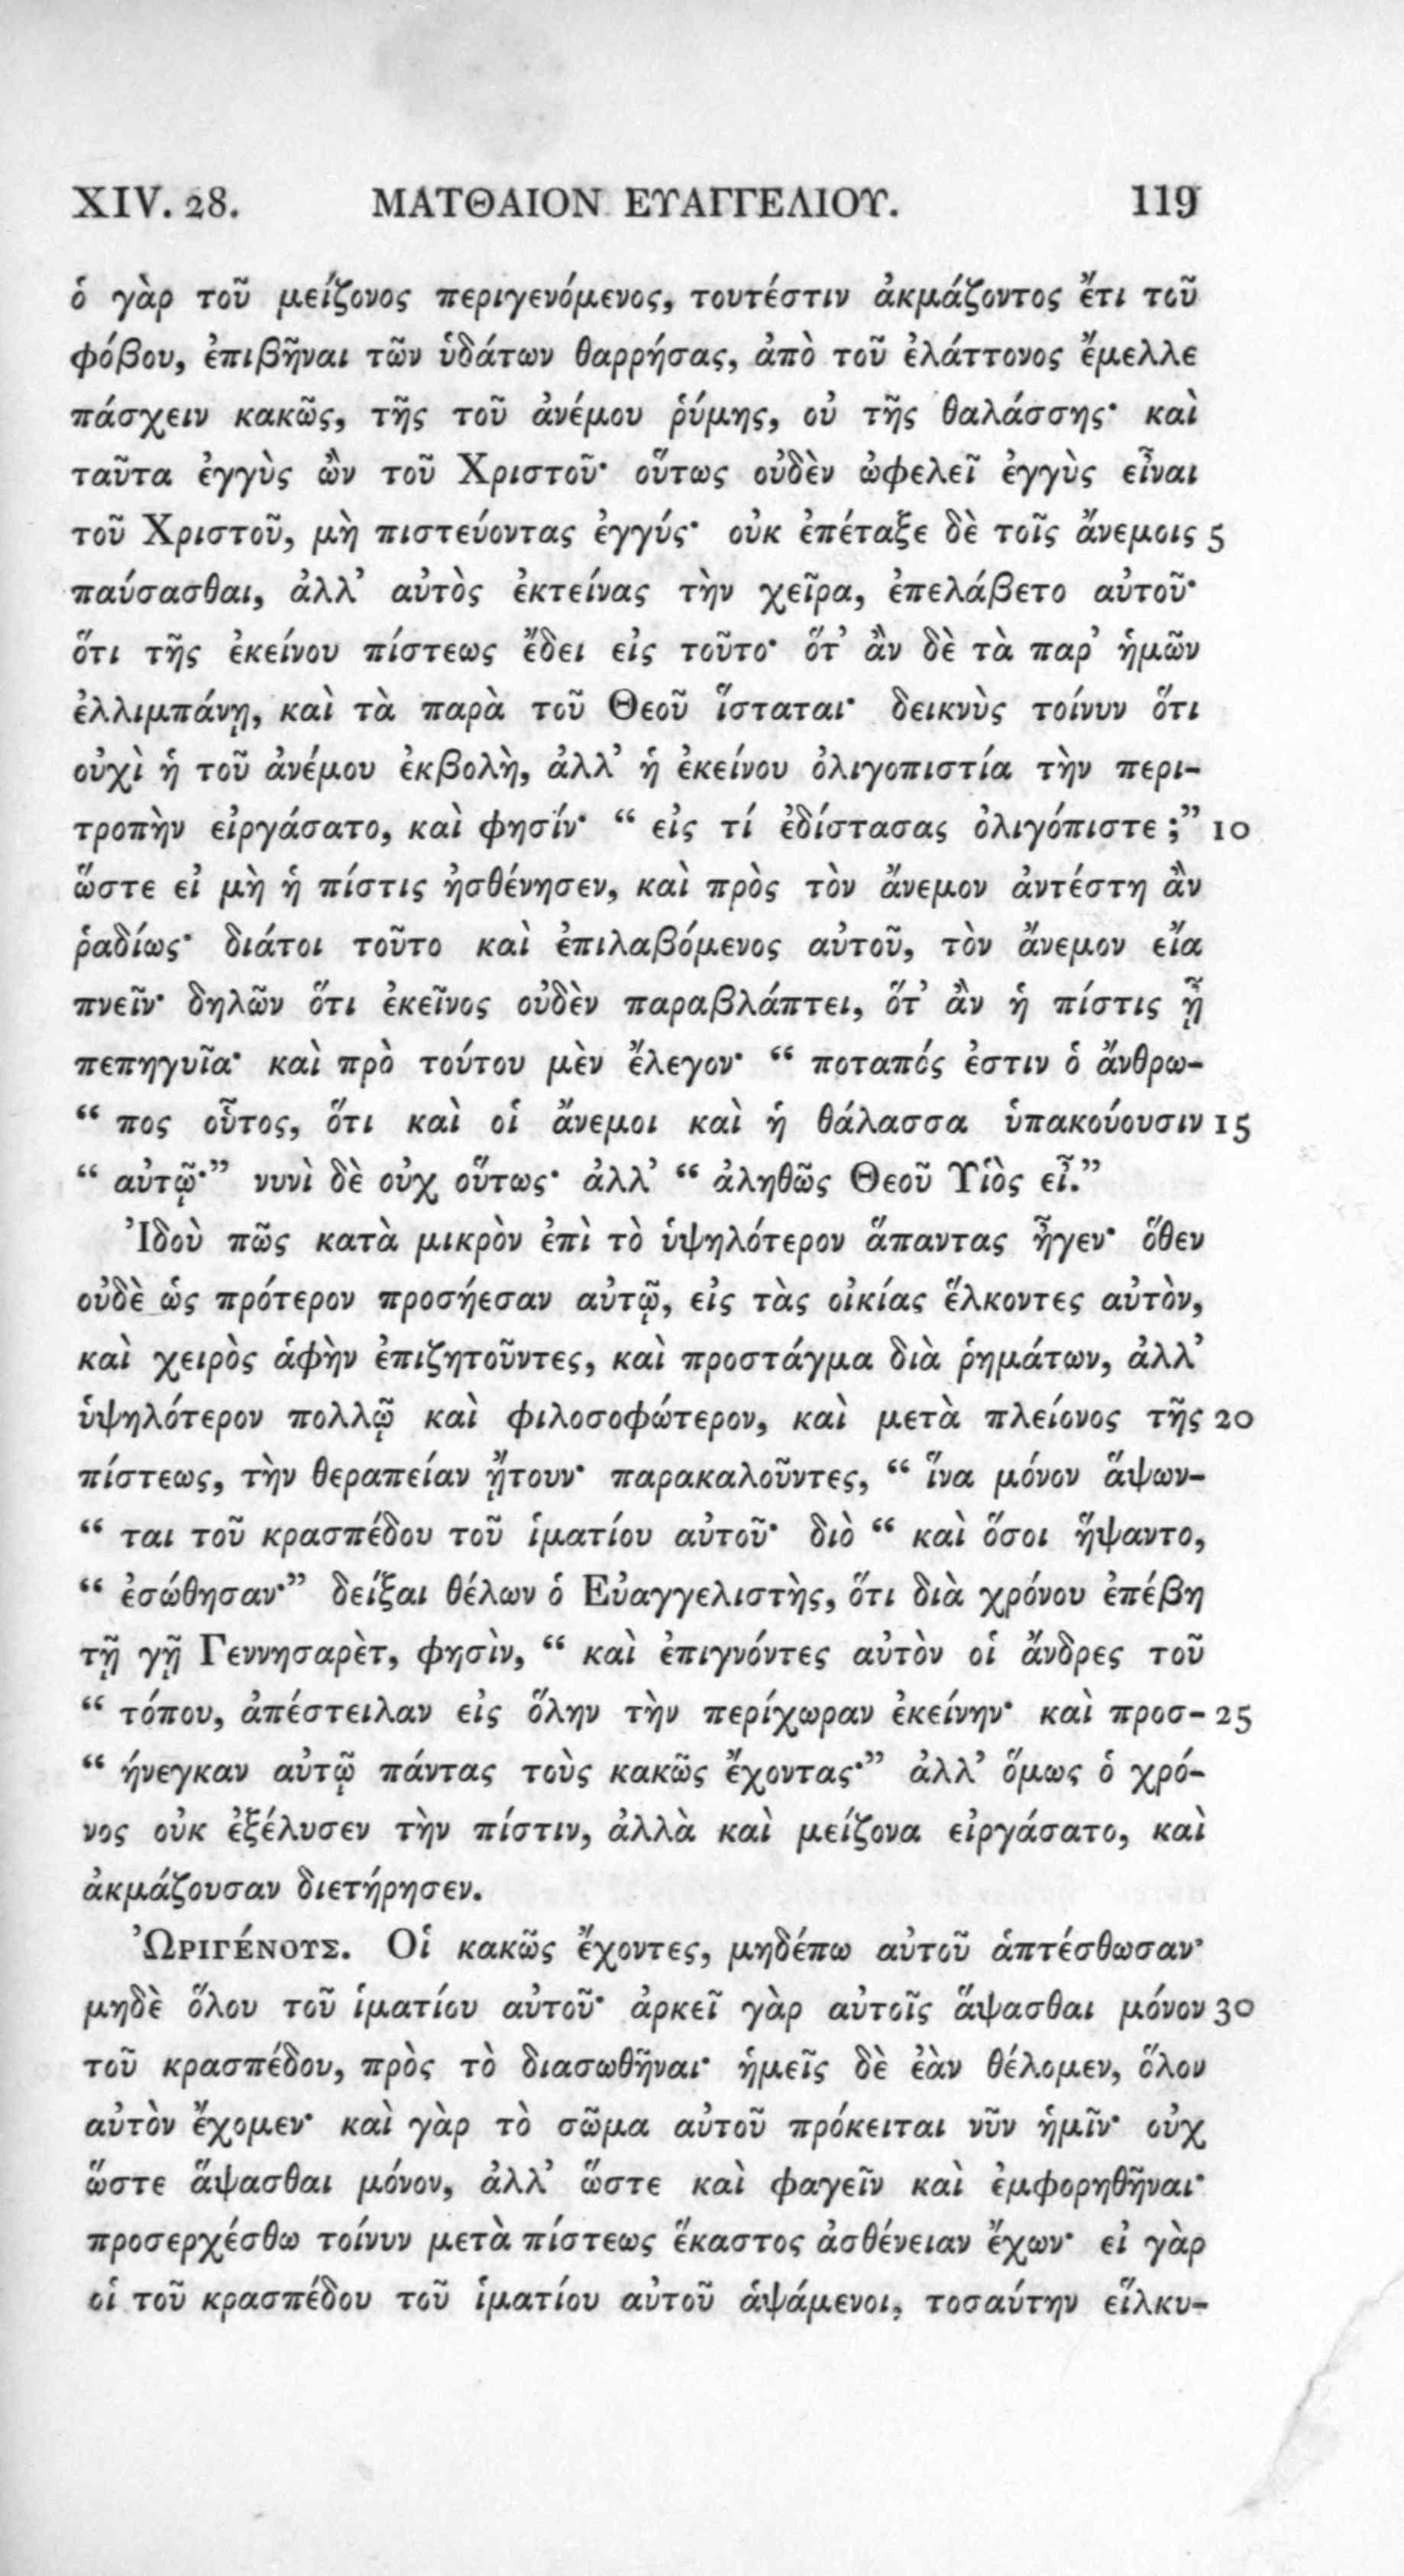 XIV. 28. ΜΑΤΘΑΙΟΝ ΕΥΑΓΓΕΛΙΟΥ. 119
ὁ γὰρ τοῦ μείζονος περιγενόμενος, τουτέστιν ἀκμάζοντος ἔτι τοῦ
φόβου, ἐπιβῆναι τῶν ὑδάτων θαρρήσας, ἀπὸ τοῦ ἐλάττονος ἔμελλε
πάσχειν κακῶς, τῆς τοῦ ἀνέμου ῥύμης, οὐ τῆς θαλάσσης· καὶ
ταῦτα ἐγγὺς ὢν τοῦ Χριστοῦ· οὕτως οὐδὲν ὠφελεῖ ἐγγὺς εἶναι
τοῦ Χριστοῦ, μὴ πιστεύοντας ἐγγύς· οὐκ ἐπέταξε δὲ τοῖς ἄνεμοις 5
παύσασθαι, ἀλλ’ αὐτὸς ἐκτείνας τὴν χεῖρα, ἐπελάβετο αὐτοῦ·
ὅτι τῆς ἐκείνου πίστεως ἔδει εἰς τοῦτο· ὅτ’ ἂν δὲ τὰ παρ’ ἡμῶν
ἐλλιμπάνῃ, καὶ τὰ παρὰ τοῦ Θεοῦ ἵσταται· δεικνὺς τοίνυν ὅτι
οὐχὶ ἡ τοῦ ἀνέμου ἐκβολὴ, ἀλλ’ ἡ ἐκείνου ὀλιγοπιστία τὴν περι-
τροπὴν εἰργάσατο, καὶ φησίν· “ εἰς τί ἐδίστασας ὀλιγόπιστε ;” 10
ὥστε εἰ μὴ ἡ πίστις ἠσθένησεν, καὶ πρὸς τὸν ἄνεμον ἀντέστη ἂν
ῥαδίως· διάτοι τοῦτο καὶ ἐπιλαβόμενος αὐτοῦ, τὸν ἄνεμον εἴα
πνεῖν· δηλῶν ὅτι ἐκεῖνος οὐδὲν παραβλάπτει, ὅτ’ ἂν ἡ πίστις ᾖ
πεπηγυῖα· καὶ πρὸ τούτου μὲν ἔλεγον· “ ποταπός ἐστιν ὁ ἄνθρω-
“ πος οὗτος, ὅτι καὶ οἱ ἄνεμοι καὶ ἡ θάλασσα ὑπακούουσιν 15
“ αὐτῷ·” νυνὶ δὲ οὐχ οὕτως· ἀλλ’ “ ἀληθῶς Θεοῦ Υἱὸς εἶ.”
Ἰδοὺ πῶς κατὰ μικρὸν ἐπὶ τὸ ὑψηλότερον ἅπαντας ἦγεν· ὅθεν
οὐδὲ ὡς πρότερον προσήεσαν αὐτῷ, εἰς τὰς οἰκίας ἕλκοντες αὐτὸν,
καὶ χειρὸς ἁφὴν ἐπιζητοῦντες, καὶ προστάγμα διὰ ῥημάτων, ἀλλ’
ὑψηλότερον πολλῷ καὶ φιλοσοφώτερον, καὶ μετὰ πλείονος τῆς 20
πίστεως, τὴν θεραπείαν ᾔτουν· παρακαλοῦντες, “ ἵνα μόνον ἅψων-
“ ται τοῦ κρασπέδου τοῦ ἱματίου αὐτοῦ· διὸ “ καὶ ὅσοι ἥψαντο,
“ ἐσώθησαν·” δείξαι θέλων ὁ Εὐαγγελιστὴς, ὅτι διὰ χρόνου ἐπέβη
τῇ γῇ Γεννησαρὲτ, φησὶν, “ καὶ ἐπιγνόντες αὐτὸν οἱ ἄνδρες τοῦ
“ τόπου, ἀπέστειλαν εἰς ὅλην τὴν περίχωραν ἐκείνην· καὶ προσ- 25
“ ήνεγκαν αὐτῷ πάντας τοὺς κακῶς ἔχοντας·” ἀλλ’ ὅμως ὁ χρό-
νος οὐκ ἐξέλυσεν τὴν πίστιν, ἀλλὰ καὶ μείζονα εἰργάσατο, καὶ
ἀκμάζουσαν διετήρησεν.
ὨΡΙΓΈΝΟΥΣ. Οἱ κακῶς ἔχοντες, μηδέπω αὐτοῦ ἁπτέσθωσαν·
μηδὲ ὅλου τοῦ ἱματίου αὐτοῦ· ἀρκεῖ γὰρ αὐτοῖς ἅψασθαι μόνον 30
τοῦ κρασπέδου, πρὸς τὸ διασωθῆναι· ἡμεῖς δὲ ἐὰν θέλομεν, ὅλον
αὐτὸν ἔχομεν· καὶ γὰρ τὸ σῶμα αὐτοῦ πρόκειται νῦν ἡμῖν· οὐχ
ὥστε ἅψασθαι μόνον, ἀλλ’ ὥστε καὶ φαγεῖν καὶ ἐμφορηθῆναι·
προσερχέσθω τοίνυν μετὰ πίστεως ἕκαστος ἀσθένειαν ἔχων· εἰ γὰρ
οἱ τοῦ κρασπέδου τοῦ ἱματίου αὐτοῦ ἁψάμενοι, τοσαύτην εἵλκυ-